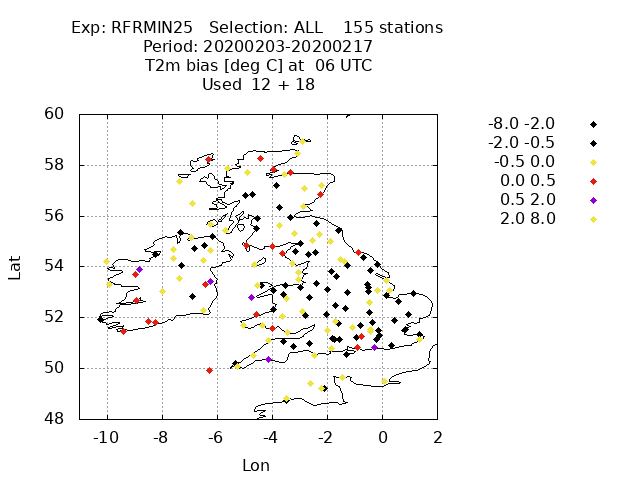 Exp: RFRMIN25 Selection: ALL 155 stations
Period: 20200203-20200217
T2m bias [deg C] at 06 UTC
Used 12 + 18
-8.0 -2.0
-2.0 -0.5
-0.5 0.0
0.0 0.5
0.5 2.0
2.0 8.0
60
58
56
54
52
50
48
Lat
-10 -8 -6 -4 -2 0 2
Lon